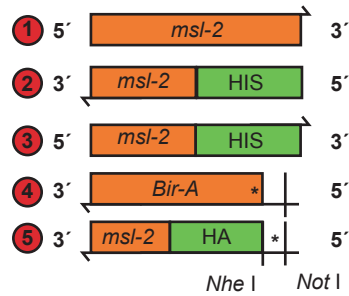 1 5´ msl-2 3´
2 3´ msl-2 HIS 5´
3 5´ msl-2 HIS 3´
4 3´ Bir-A * 5´
5 3´ msl-2 HA * 5´
Nhe I Not I